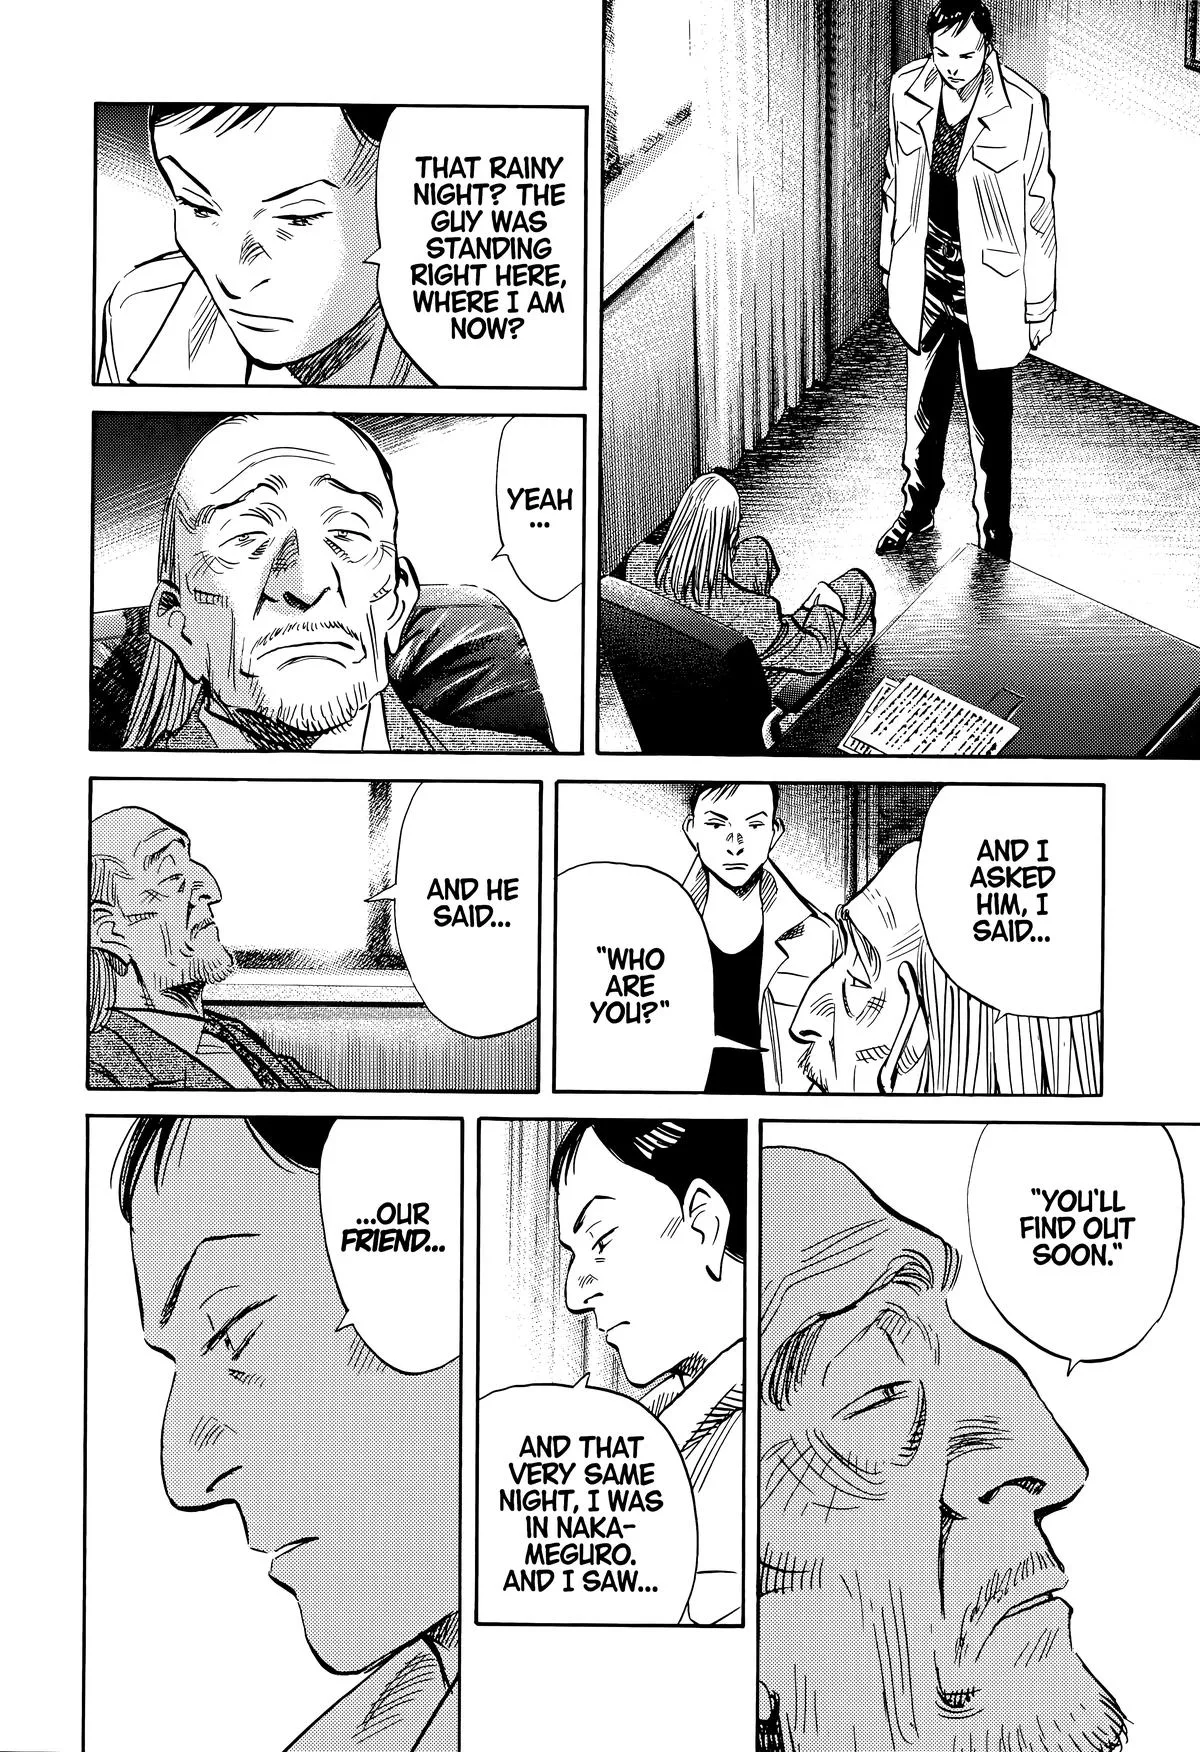 THAT RAINY
NIGHT? THE
GUY WAS
STANDING
RIGHT HERE,
WHERE I AM
NOW?
YEAH
...
AND I
ASKED
HIM, I
SAID...
"WHO
ARE
YOU?"
AND HE
SAID...
"YOU'LL
FIND OUT
SOON."
AND THAT
VERY SAME
NIGHT, I WAS
IN NAKA-
MEGURO.
AND I SAW...
...OUR
FRIEND...